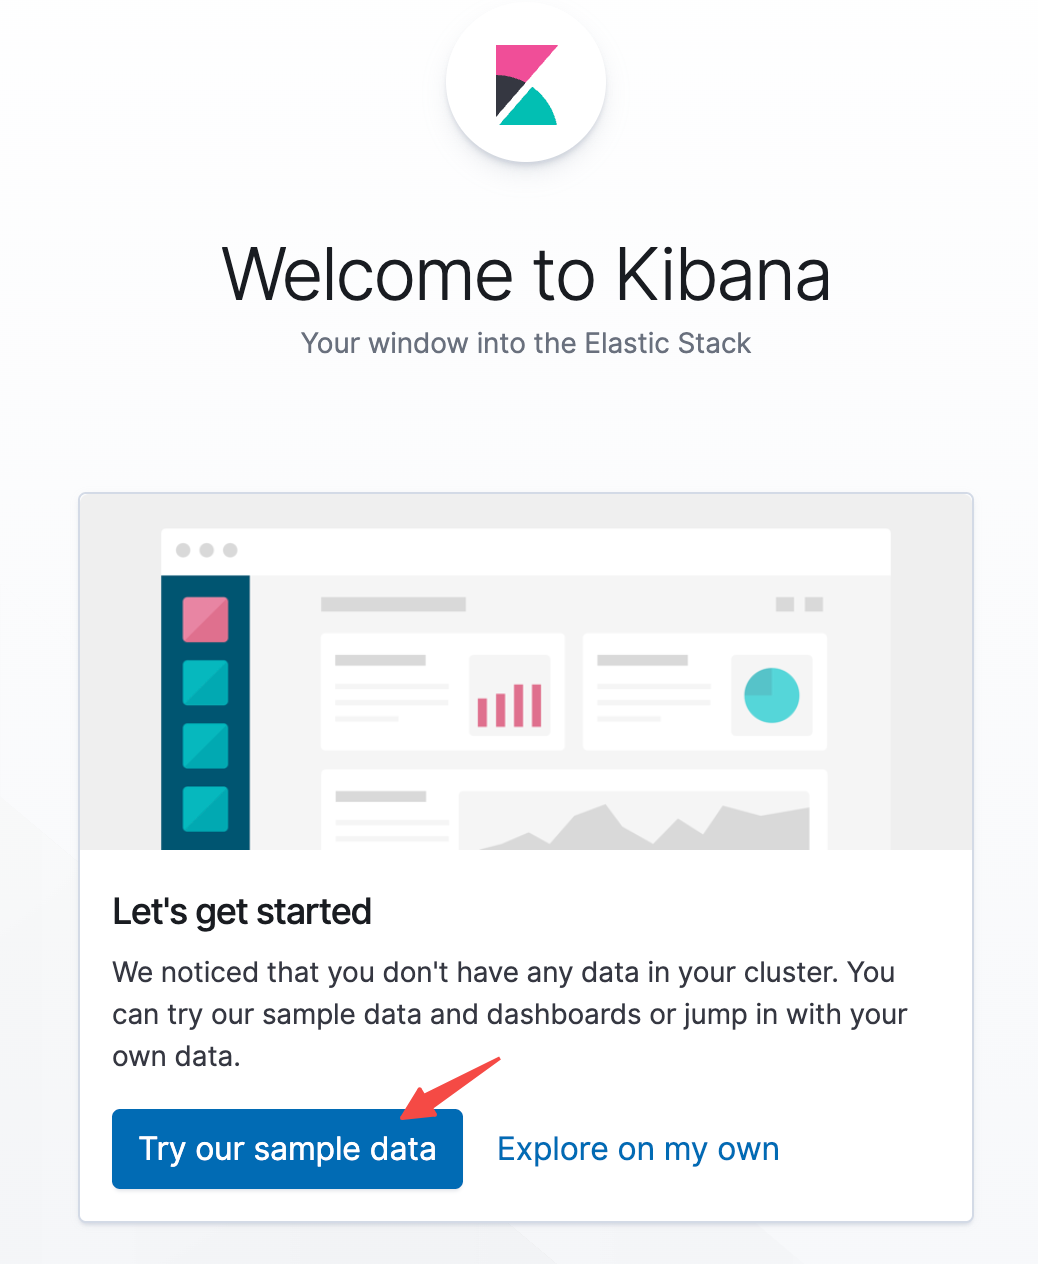 Welcome to Kibana
Your window into the Elastic Stack
Let's get started
We noticed that you don't have any data in your cluster. You
can try our sample data and dashboards or jump in with your
own data.
Try our sample data
Explore on my own